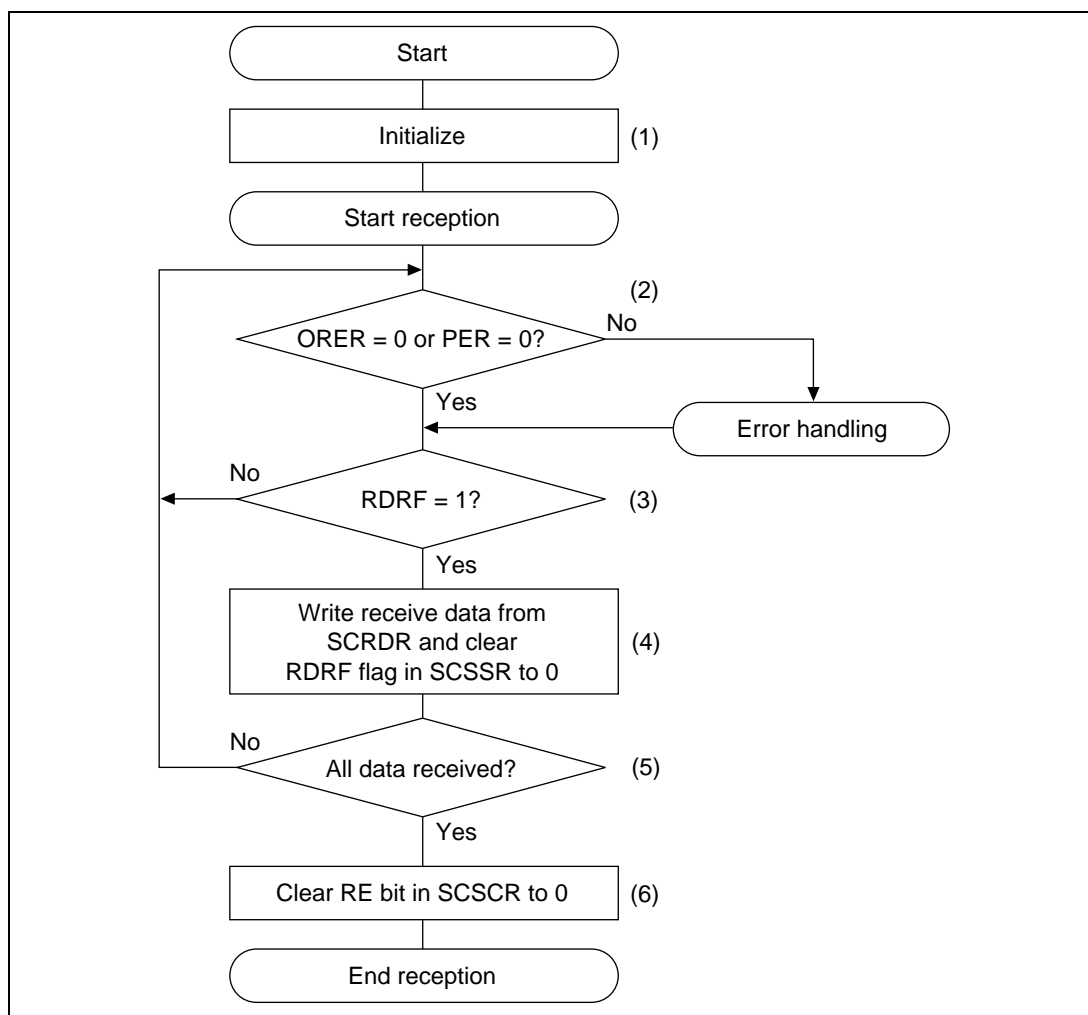 Start
Initialize
(1)
Start reception
(2)
ORER = 0 or PER = 0?
No
Yes
Error handling
No
RDRF = 1?
(3)
Yes
Write receive data from
SCRDR and clear
RDRF flag in SCSSR to 0
(4)
No
All data received?
(5)
Yes
Clear RE bit in SCSCR to 0
(6)
End reception